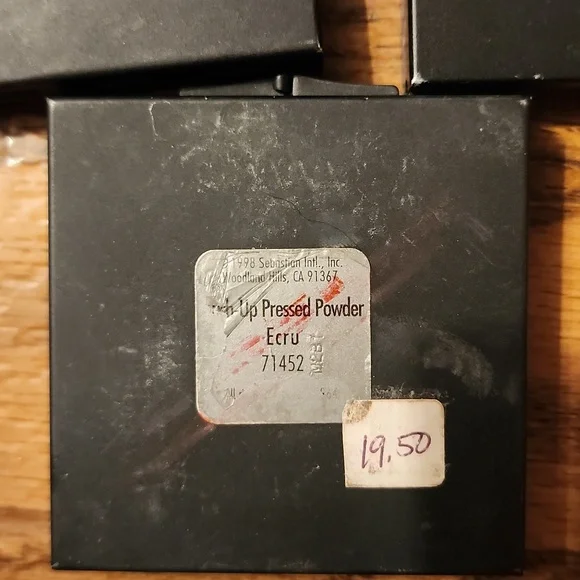 1998 Sebastian Intl., Inc.
Woodland Hills, CA 91367
-Up Pressed Powder
Ecru
71452
19.50